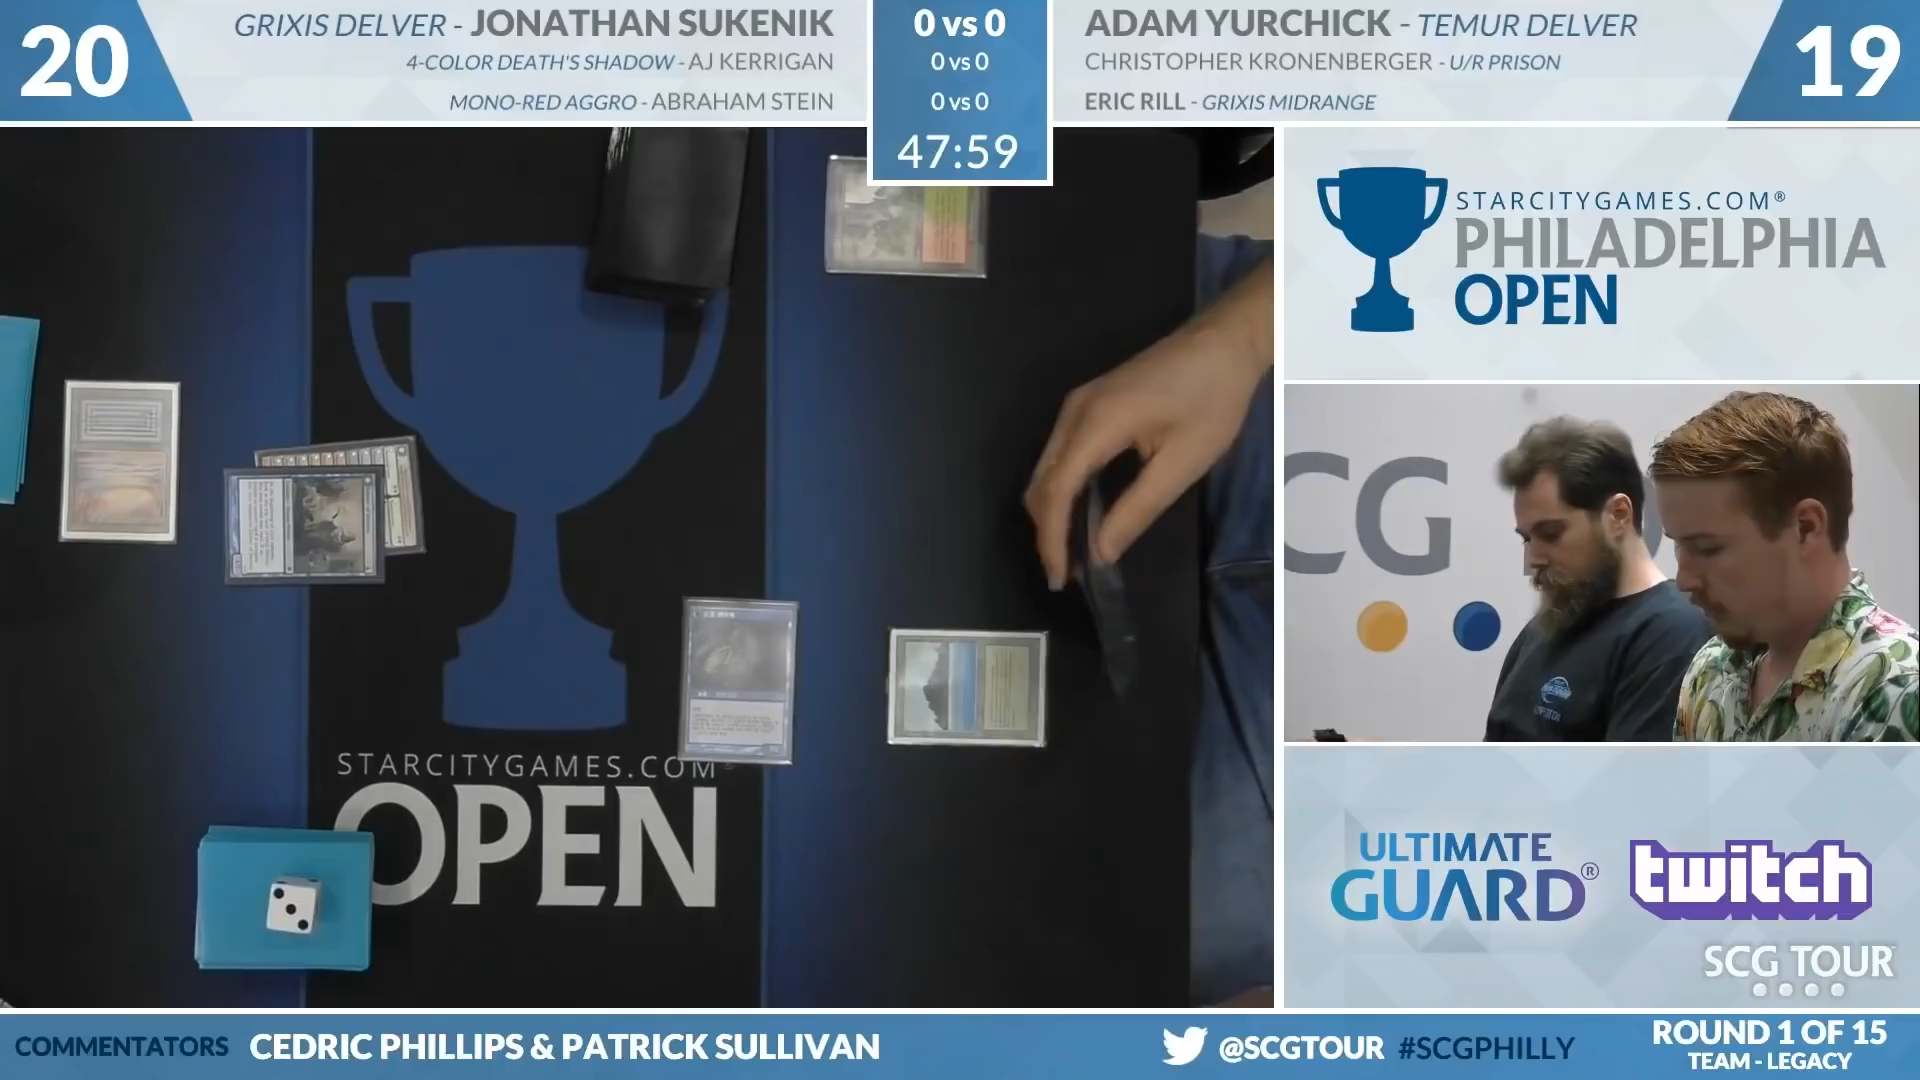 20
GRIXIS DELVER - JONATHAN SUKENIK
4-COLOR DEATH'S SHADOW - AJ KERRIGAN
MONO-RED AGGRO - ABRAHAM STEIN
0 vs 0
0 vs 0
0 vs 0
47:59
ADAM YURCHICK - TEMUR DELVER
CHRISTOPHER KRONENBERGER - U/R PRISON
ERIC RILL - GRIXIS MIDRANGE
19
STARCITYGAMES.COM®
PHILADELPHIA
OPEN
CG
STARCITYGAMES.COM®
OPEN
ULTIMATE
GUARD®
twitch
SCG TOUR
COMMENTATORS CEDRIC PHILLIPS & PATRICK SULLIVAN
@SCGTOUR #SCGPHILLY
ROUND 1 OF 15
TEAM - LEGACY